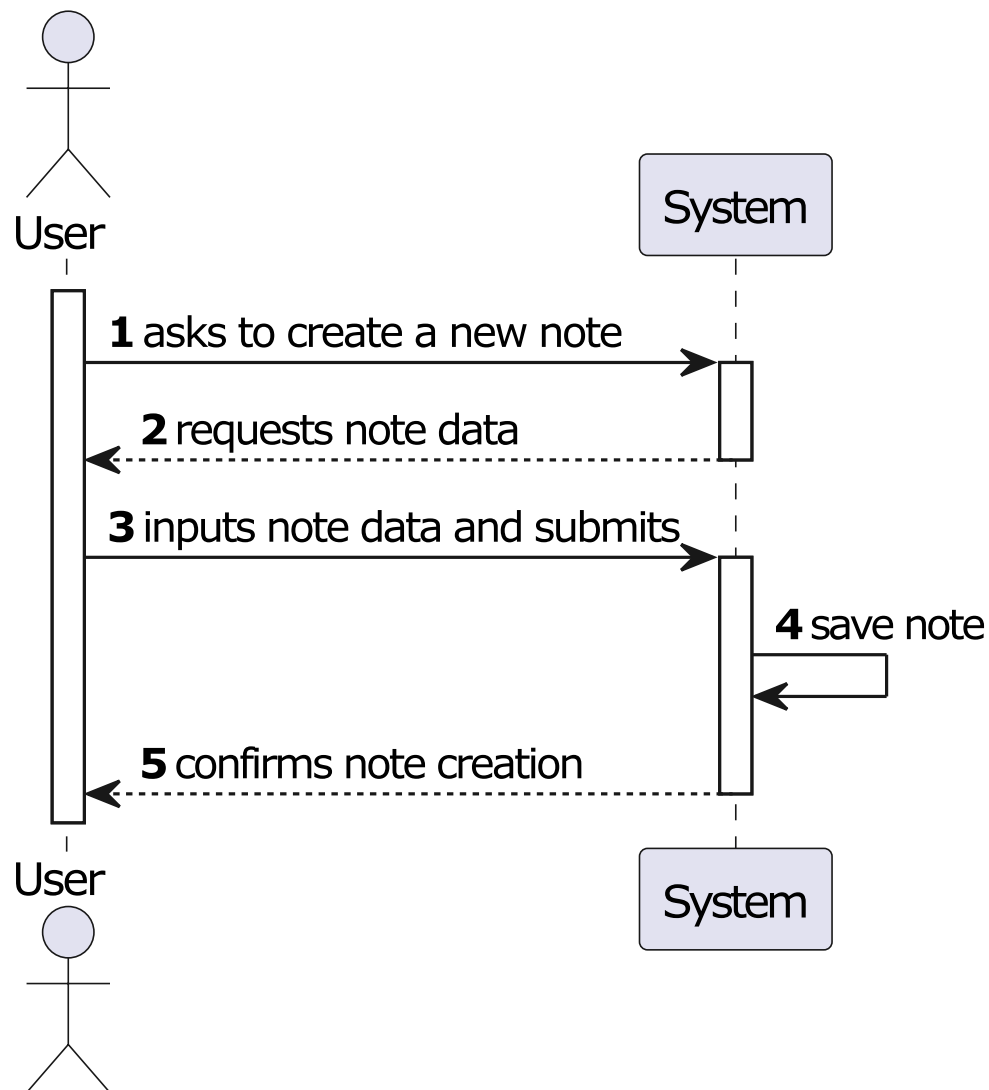 User
System
1 asks to create a new note
2 requests note data
3 inputs note data and submits
4 save note
5 confirms note creation
User
System